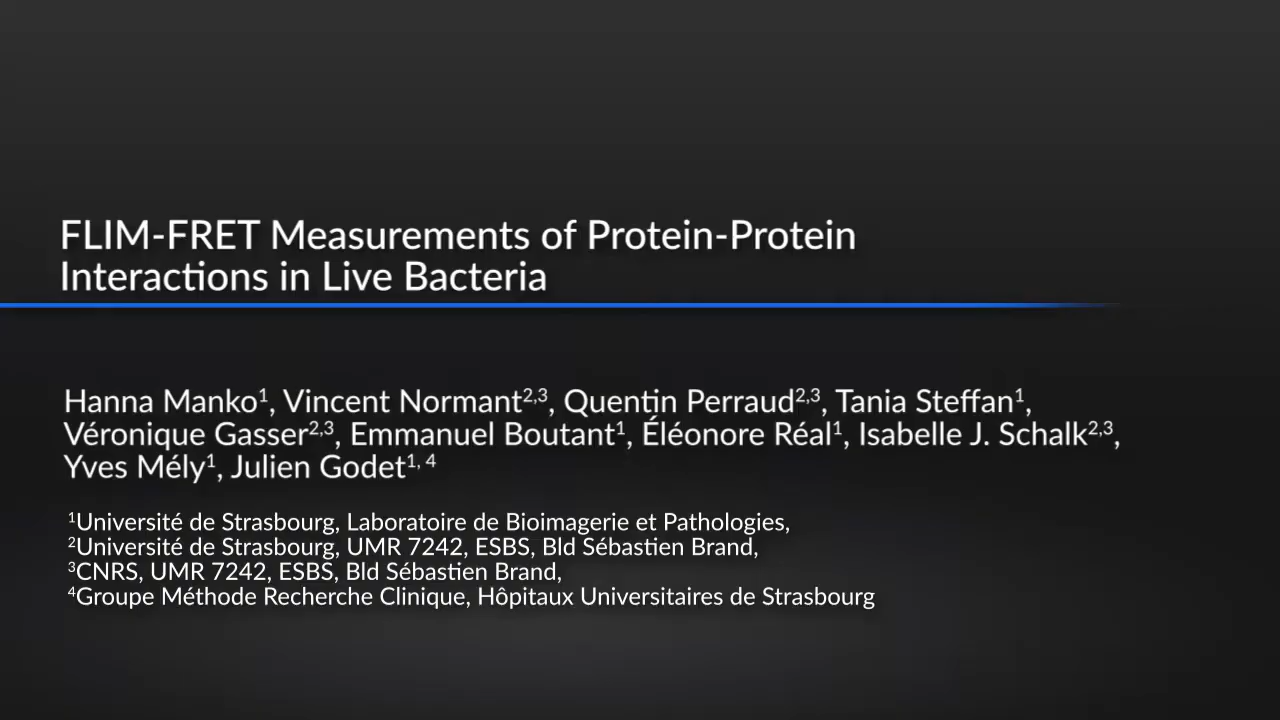 FLIM-FRET Measurements of Protein-Protein
Interactions in Live Bacteria
Hanna Manko¹, Vincent Normant²,³, Quentin Perraud²,³, Tania Steffan¹,
Véronique Gasser²,³, Emmanuel Boutant¹, Éléonore Réal¹, Isabelle J. Schalk²,³,
Yves Mély¹, Julien Godet¹, ⁴
¹Université de Strasbourg, Laboratoire de Bioimagerie et Pathologies,
²Université de Strasbourg, UMR 7242, ESBS, Bld Sébastien Brand,
³CNRS, UMR 7242, ESBS, Bld Sébastien Brand,
⁴Groupe Méthode Recherche Clinique, Hôpitaux Universitaires de Strasbourg